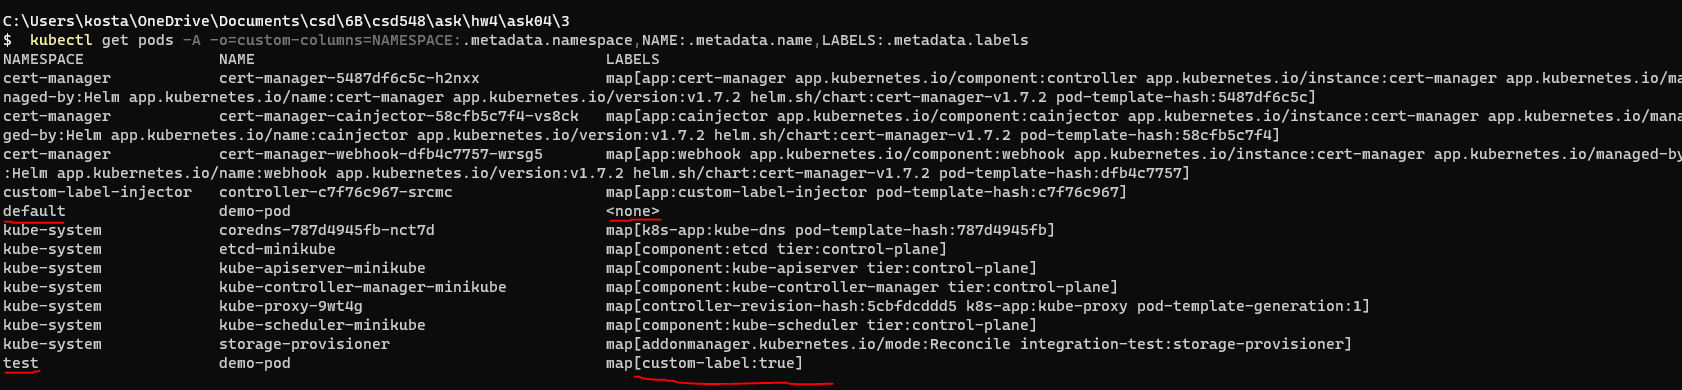 C:\Users\kosta\OneDrive\Documents\csd\6B\csd548\ask\hw4\ask04\3
$ kubectl get pods -A -o=custom-columns=NAMESPACE:.metadata.namespace,NAME:.metadata.name,LABELS:.metadata.labels
NAMESPACE NAME LABELS
cert-manager cert-manager-5487df6c5c-h2nxx map[app:cert-manager app.kubernetes.io/component:controller app.kubernetes.io/instance:cert-manager app.kubernetes.io/ma
naged-by:Helm app.kubernetes.io/name:cert-manager app.kubernetes.io/version:v1.7.2 helm.sh/chart:cert-manager-v1.7.2 pod-template-hash:5487df6c5c]
cert-manager cert-manager-cainjector-58cfb5c7f4-vs8ck map[app:cainjector app.kubernetes.io/component:cainjector app.kubernetes.io/instance:cert-manager app.kubernetes.io/mana
ged-by:Helm app.kubernetes.io/name:cainjector app.kubernetes.io/version:v1.7.2 helm.sh/chart:cert-manager-v1.7.2 pod-template-hash:58cfb5c7f4]
cert-manager cert-manager-webhook-dfb4c7757-wrsg5 map[app:webhook app.kubernetes.io/component:webhook app.kubernetes.io/instance:cert-manager app.kubernetes.io/managed-by
:Helm app.kubernetes.io/name:webhook app.kubernetes.io/version:v1.7.2 helm.sh/chart:cert-manager-v1.7.2 pod-template-hash:dfb4c7757]
custom-label-injector controller-c7f76c967-srcmc map[app:custom-label-injector pod-template-hash:c7f76c967]
default demo-pod <none>
kube-system coredns-787d4945fb-nct7d map[k8s-app:kube-dns pod-template-hash:787d4945fb]
kube-system etcd-minikube map[component:etcd tier:control-plane]
kube-system kube-apiserver-minikube map[component:kube-apiserver tier:control-plane]
kube-system kube-controller-manager-minikube map[component:kube-controller-manager tier:control-plane]
kube-system kube-proxy-9wt4g map[controller-revision-hash:5cbfdcddd5 k8s-app:kube-proxy pod-template-generation:1]
kube-system kube-scheduler-minikube map[component:kube-scheduler tier:control-plane]
kube-system storage-provisioner map[addonmanager.kubernetes.io/mode:Reconcile integration-test:storage-provisioner]
test demo-pod map[custom-label:true]